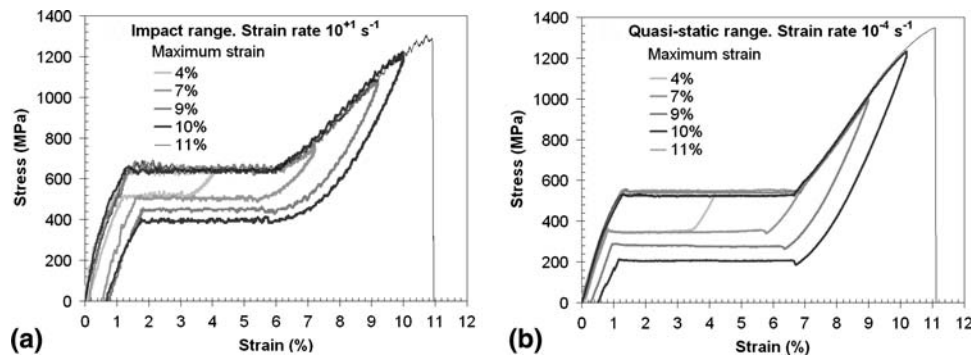 Impact range. Strain rate 10⁺¹ s⁻¹
Maximum strain
4%
7%
9%
10%
11%
1400
1200
1000
800
600
400
200
0
Stress (MPa)
0 1 2 3 4 5 6 7 8 9 10 11 12
Strain (%)
(a)
Quasi-static range. Strain rate 10⁻⁴ s⁻¹
Maximum strain
4%
7%
9%
10%
11%
1400
1200
1000
800
600
400
200
0
Stress (MPa)
0 1 2 3 4 5 6 7 8 9 10 11 12
Strain (%)
(b)